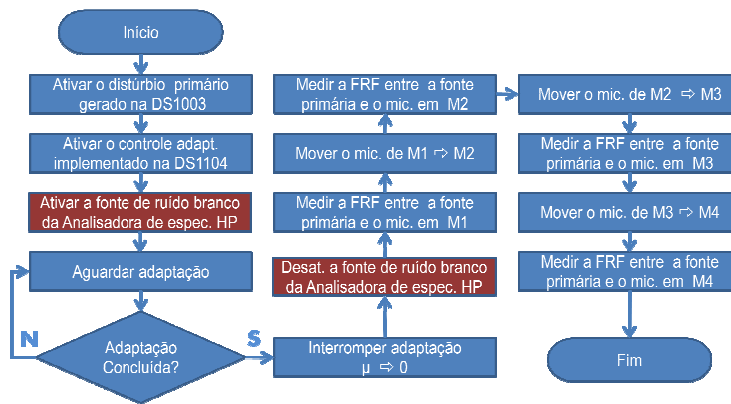 Início
Ativar o distúrbio primário
gerado na DS1003
Ativar o controle adapt.
implementado na DS1104
Ativar a fonte de ruído branco
da Analisadora de espec. HP
Aguardar adaptação
N
Adaptação
Concluída?
S
Interromper adaptação
µ ⇨ 0
Desat. a fonte de ruído branco
da Analisadora de espec. HP
Medir a FRF entre a fonte
primária e o mic. em M1
Mover o mic. de M1 ⇨ M2
Medir a FRF entre a fonte
primária e o mic. em M2
Mover o mic. de M2 ⇨ M3
Medir a FRF entre a fonte
primária e o mic. em M3
Mover o mic. de M3 ⇨ M4
Medir a FRF entre a fonte
primária e o mic. em M4
Fim